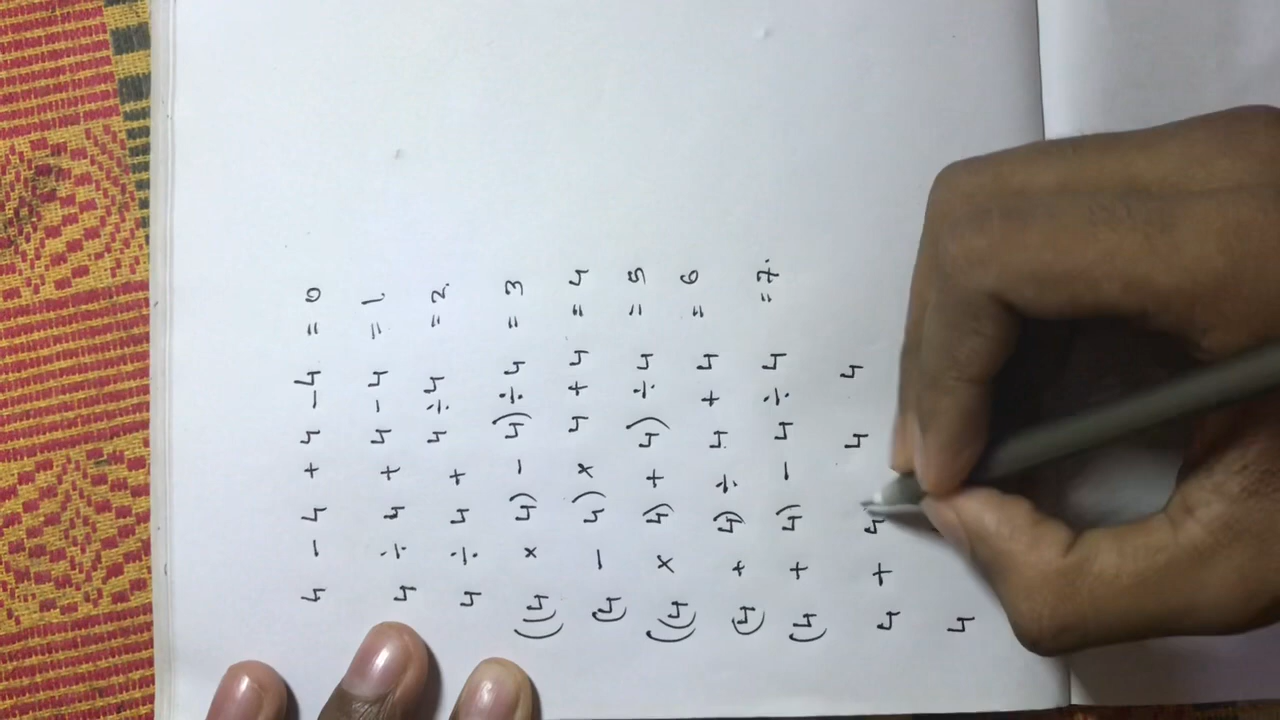 4 - 4 + 4 - 4 = 0
4 ÷ 4 + 4 - 4 = 1
4 ÷ 4 + 4 ÷ 4 = 2.
((4 × 4) - 4) ÷ 4 = 3
(4 - 4) × 4 + 4 = 4
((4 × 4) + 4) ÷ 4 = 5
(4 + 4) ÷ 4 + 4 = 6
(4 + 4) - 4 ÷ 4 = 7.
4 + 4 4 4
4